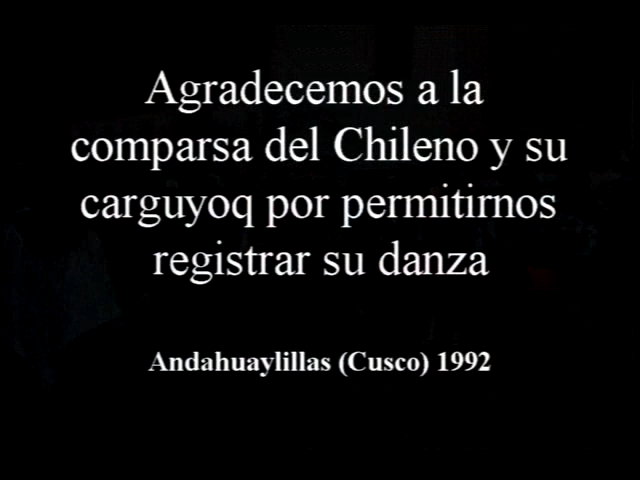 Agradecemos a la
comparsa del Chileno y su
carguyoq por permitirnos
registrar su danza
Andahuaylillas (Cusco) 1992